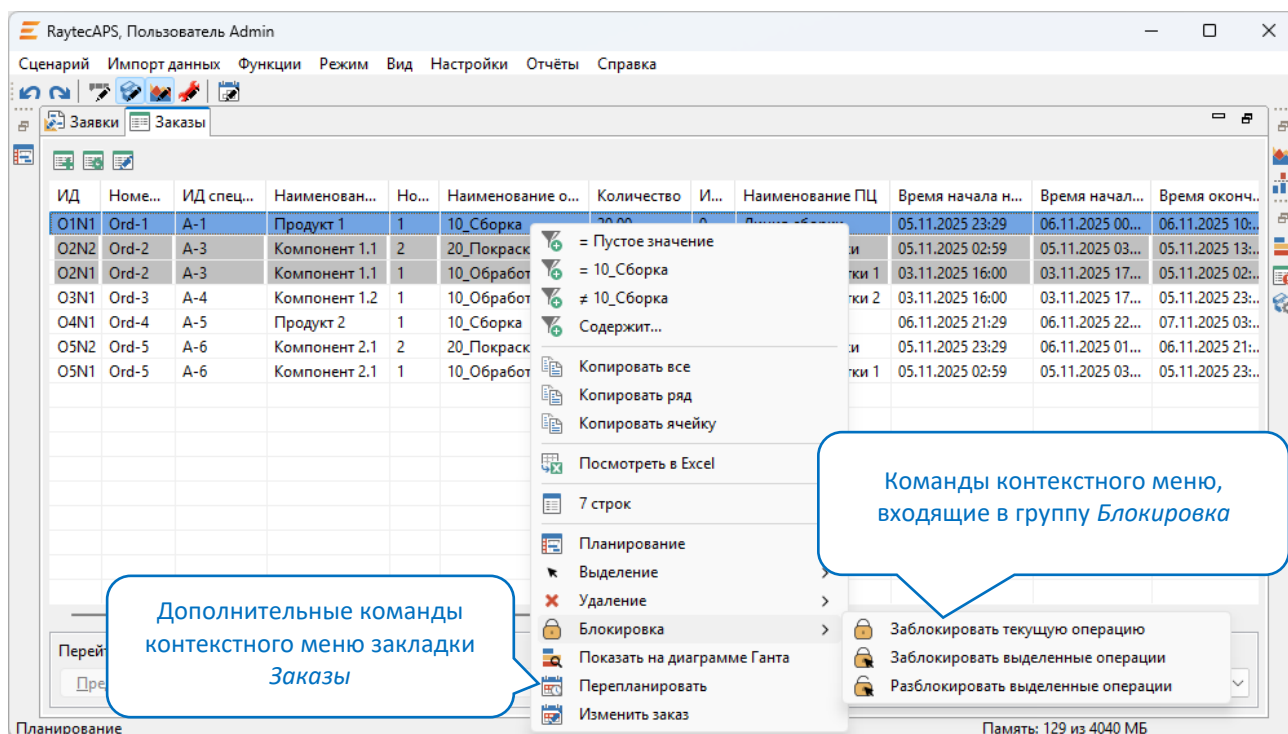 RaytecAPS, Пользователь Admin
Сценарий Импорт данных Функции Режим Вид Настройки Отчёты Справка
Заявки Заказы
ИД Номе... ИД спец... Наименован... Но... Наименование о... Количество И... Наименование ПЦ Время начала н... Время начал... Время оконч...
O1N1 Ord-1 A-1 Продукт 1 1 10_Сборка 05.11.2025 23:29 06.11.2025 00... 06.11.2025 10:...
O2N2 Ord-2 A-3 Компонент 1.1 2 20_Покраск 05.11.2025 02:59 05.11.2025 03... 05.11.2025 13:...
O2N1 Ord-2 A-3 Компонент 1.1 1 10_Обработ тки 1 03.11.2025 16:00 03.11.2025 17... 05.11.2025 02:...
O3N1 Ord-3 A-4 Компонент 1.2 1 10_Обработ тки 2 03.11.2025 16:00 03.11.2025 17... 05.11.2025 23:...
O4N1 Ord-4 A-5 Продукт 2 1 10_Сборка 06.11.2025 21:29 06.11.2025 22... 07.11.2025 03:...
O5N2 Ord-5 A-6 Компонент 2.1 2 20_Покраск 05.11.2025 23:29 06.11.2025 01... 06.11.2025 21:...
O5N1 Ord-5 A-6 Компонент 2.1 1 10_Обработ тки 1 05.11.2025 02:59 05.11.2025 03... 05.11.2025 23:...
= Пустое значение
= 10_Сборка
≠ 10_Сборка
Содержит...
Копировать все
Копировать ряд
Копировать ячейку
Посмотреть в Excel
7 строк
Планирование
Выделение
Удаление
Блокировка
Показать на диаграмме Ганта
Перепланировать
Изменить заказ
Заблокировать текущую операцию
Заблокировать выделенные операции
Разблокировать выделенные операции
Команды контекстного меню,
входящие в группу Блокировка
Дополнительные команды
контекстного меню закладки
Заказы
Планирование Память: 129 из 4040 МБ